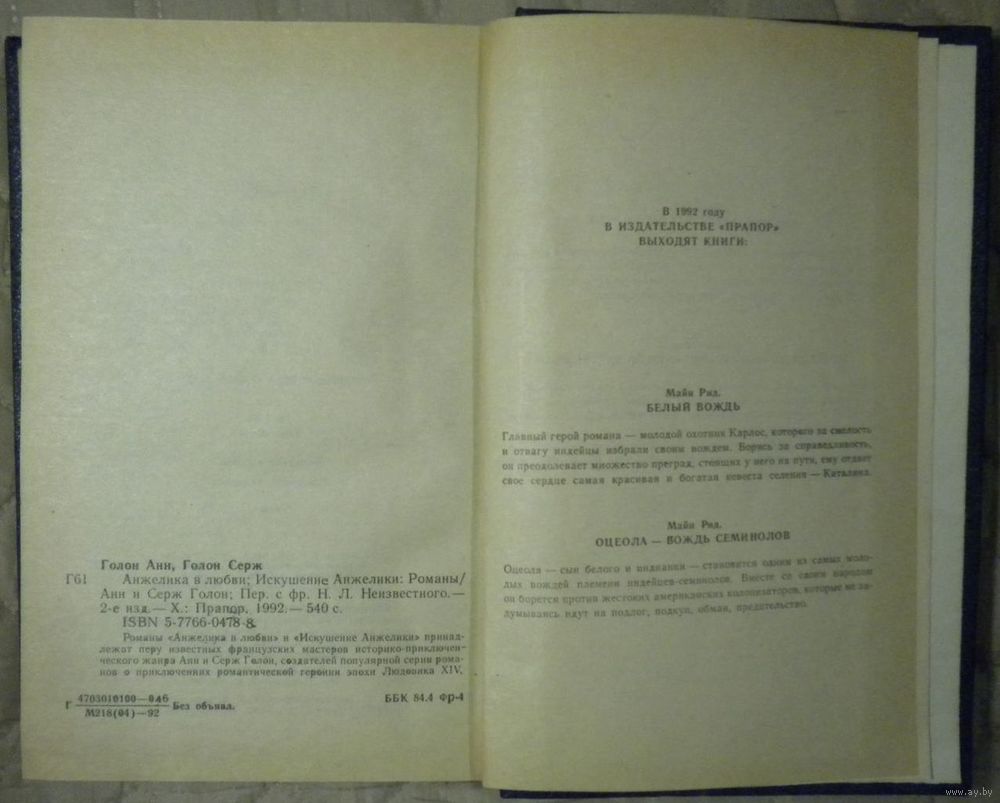 Голон Анн, Голон Серж
Г61 Анжелика в любви; Искушение Анжелики: Романы/
Анн и Серж Голон; Пер. с фр. Н. Л. Неизвестного.—
2-е изд.— Х.: Прапор, 1992.— 540 с.
ISBN 5-7766-0478-8.
Романы «Анжелика в любви» и «Искушение Анжелики» принад-
лежат перу известных французских мастеров историко-приключен-
ческого жанра Анн и Серж Голон, создателей популярной серии рома-
нов о приключениях романтической героини эпохи Людовика XIV.
Г 4703010100—046
М218(04)—92 Без объявл.
ББК 84.4 Фр-4
В 1992 году
В ИЗДАТЕЛЬСТВЕ «ПРАПОР»
ВЫХОДЯТ КНИГИ:
Майн Рид.
БЕЛЫЙ ВОЖДЬ
Главный герой романа — молодой охотник Карлос, которого за смелость
и отвагу индейцы избрали своим вождем. Борясь за справедливость,
он преодолевает множество преград, стоящих у него на пути, ему отдает
свое сердце самая красивая и богатая невеста селения — Каталина.
Майн Рид.
ОЦЕОЛА — ВОЖДЬ СЕМИНОЛОВ
Оцеола — сын белого и индианки — становится одним из самых моло-
дых вождей племени индейцев-семинолов. Вместе со своим народом
он борется против жестоких американских колонизаторов, которые не за-
думываясь идут на подлог, подкуп, обман, предательство.
www.ay.by